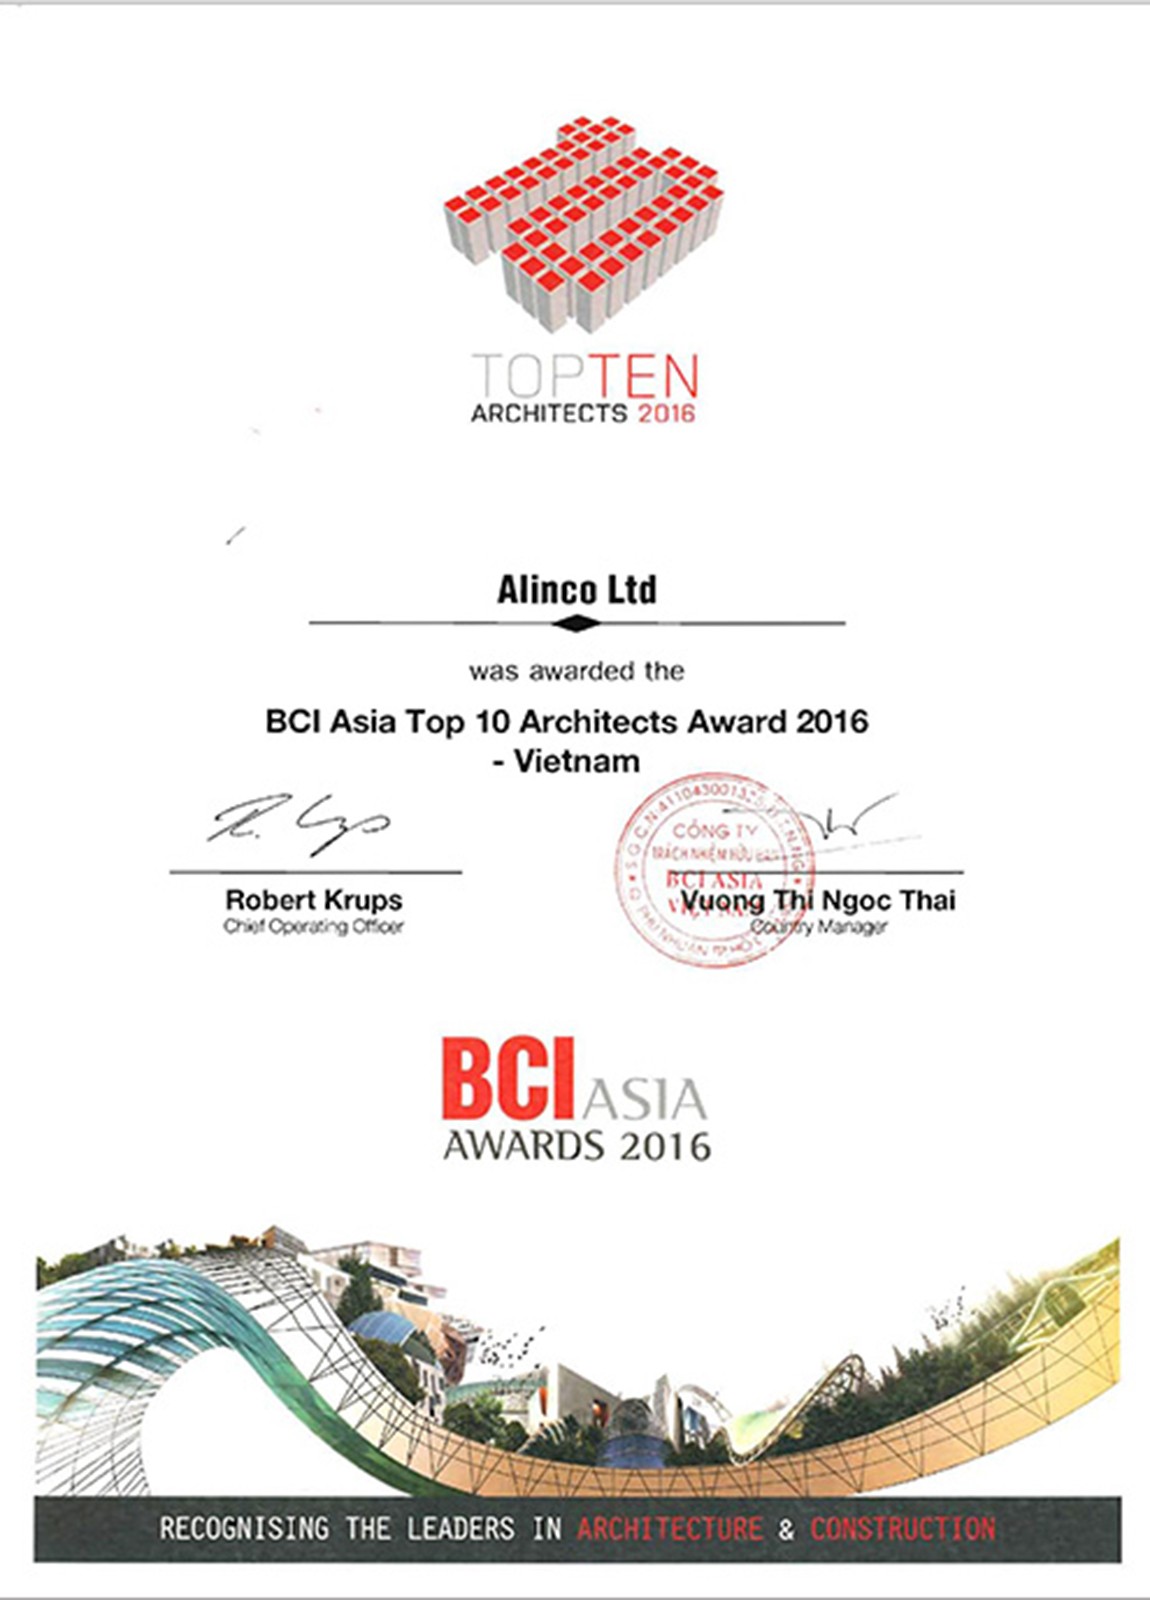 TOPTEN
ARCHITECTS 2016
Alinco Ltd
was awarded the
BCI Asia Top 10 Architects Award 2016
- Vietnam
CÔNG TY
TRÁCH NHIỆM HỮU HẠN
BCI ASIA
VIỆT NAM
Robert Krups
Chief Operating Officer
Vuong Thi Ngoc Thai
Country Manager
BCI ASIA
AWARDS 2016
RECOGNISING THE LEADERS IN ARCHITECTURE & CONSTRUCTION